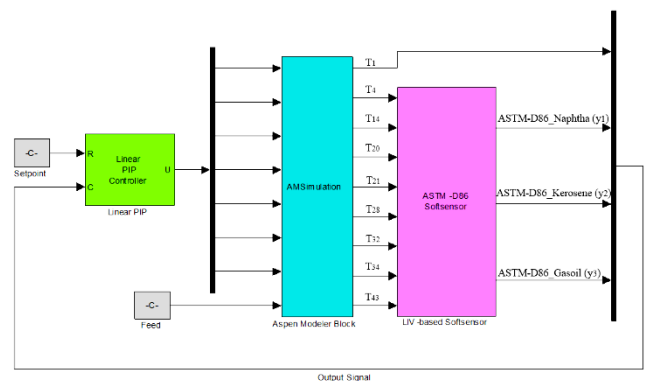 T1
T4
T14
T20
T21
T28
T32
T34
T43
ASTM-D86_Naphtha (y1)
ASTM-D86_Kerosene (y2)
ASTM-D86_Gasoil (y3)
-C-
Setpoint
R
C
U
Linear
PIP
Controller
Linear PIP
AMSimulation
ASTM -D86
Softsensor
-C-
Feed
Aspen Modeler Block
LIV -based Softsensor
Output Signal